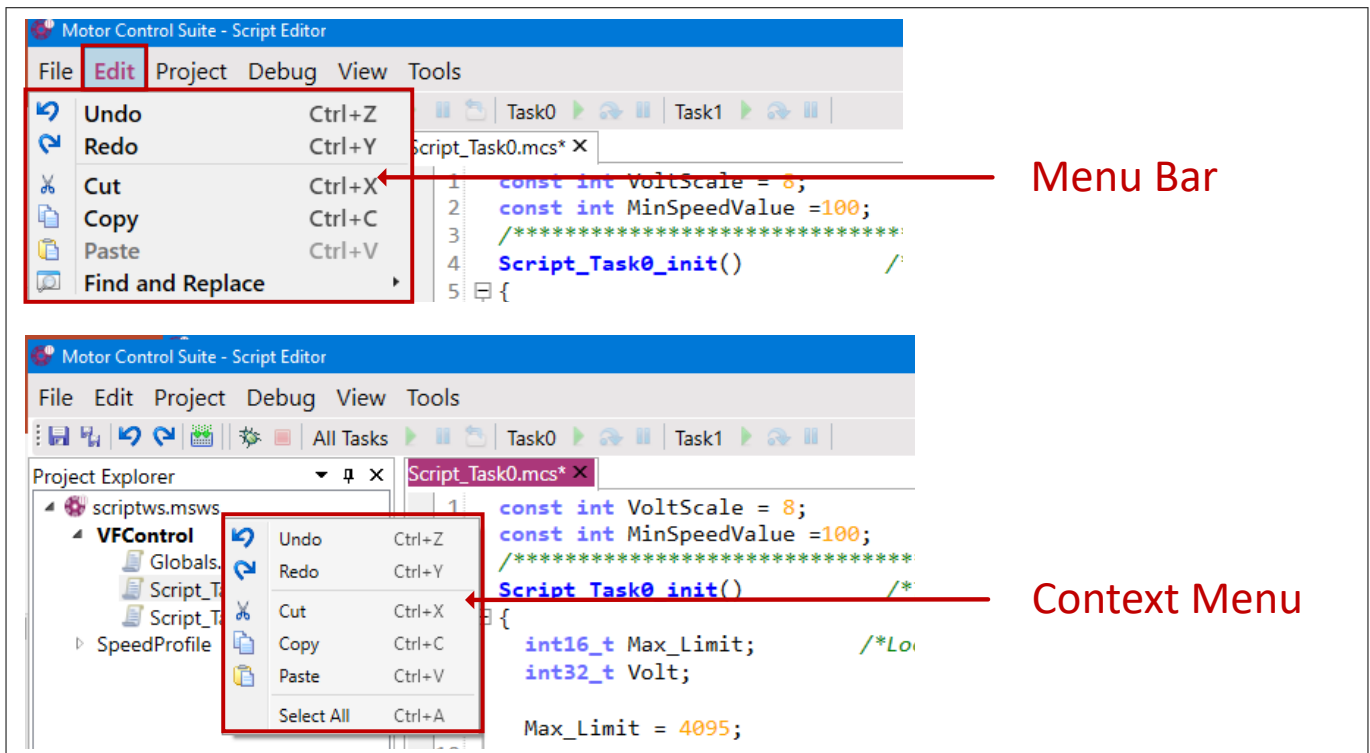 Motor Control Suite - Script Editor
File Edit Project Debug View Tools
Undo Ctrl+Z
Redo Ctrl+Y
Cut Ctrl+X
Copy Ctrl+C
Paste Ctrl+V
Find and Replace
Task0 Task1
Script_Task0.mcs*
1 const int VoltScale = 8;
2 const int MinSpeedValue =100;
3 /******************************
4 Script_Task0_init() /*
5 {
Menu Bar
Motor Control Suite - Script Editor
File Edit Project Debug View Tools
All Tasks Task0 Task1
Project Explorer
scriptws.msws
VFControl
Globals.
Script_Ta
Script_Ta
SpeedProfile
Undo Ctrl+Z
Redo Ctrl+Y
Cut Ctrl+X
Copy Ctrl+C
Paste Ctrl+V
Select All Ctrl+A
Script_Task0.mcs*
1 const int VoltScale = 8;
const int MinSpeedValue =100;
/********************************
Script_Task0_init() /*
{
int16_t Max_Limit; /*Lo
int32_t Volt;
Max_Limit = 4095;
Context Menu